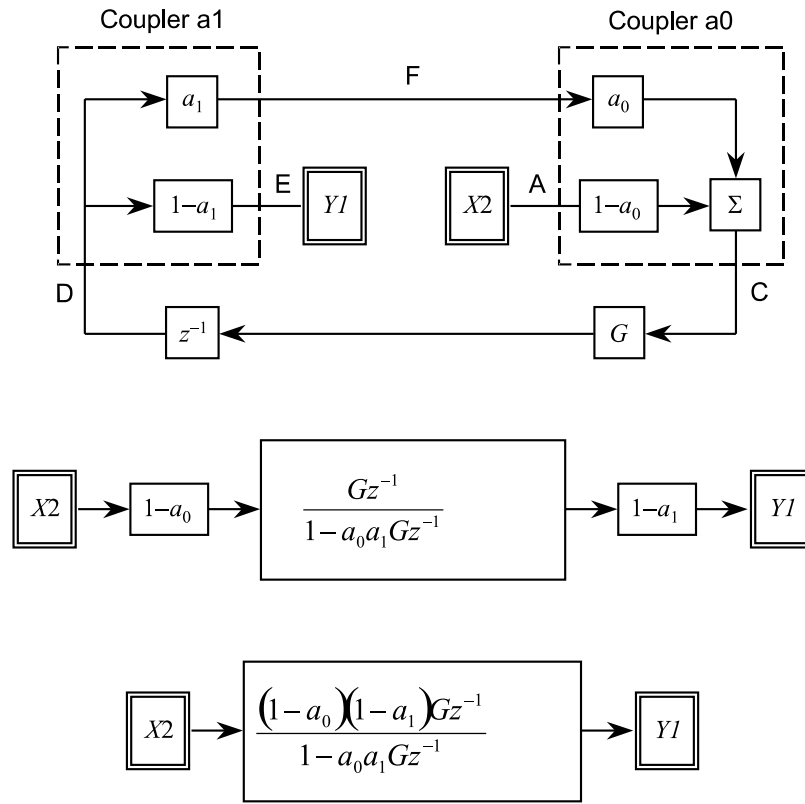 Coupler a1
Coupler a0
F
a₁
a₀
E
A
1−a₁
Y1
X2
1−a₀
Σ
D
C
z⁻¹
G
X2
1−a₀
Gz⁻¹
1−a₀a₁Gz⁻¹
1−a₁
Y1
X2
(1−a₀)(1−a₁)Gz⁻¹
1−a₀a₁Gz⁻¹
Y1